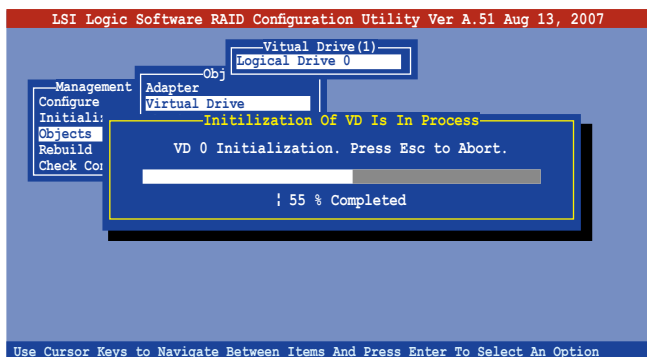 LSI Logic Software RAID Configuration Utility Ver A.51 Aug 13, 2007
Vitual Drive(1)
Logical Drive 0
Obj
Adapter
Virtual Drive
Management
Configure
Initiali
Objects
Rebuild
Check Con
Initilization Of VD Is In Process
VD 0 Initialization. Press Esc to Abort.
¦ 55 % Completed
Use Cursor Keys to Navigate Between Items And Press Enter To Select An Option